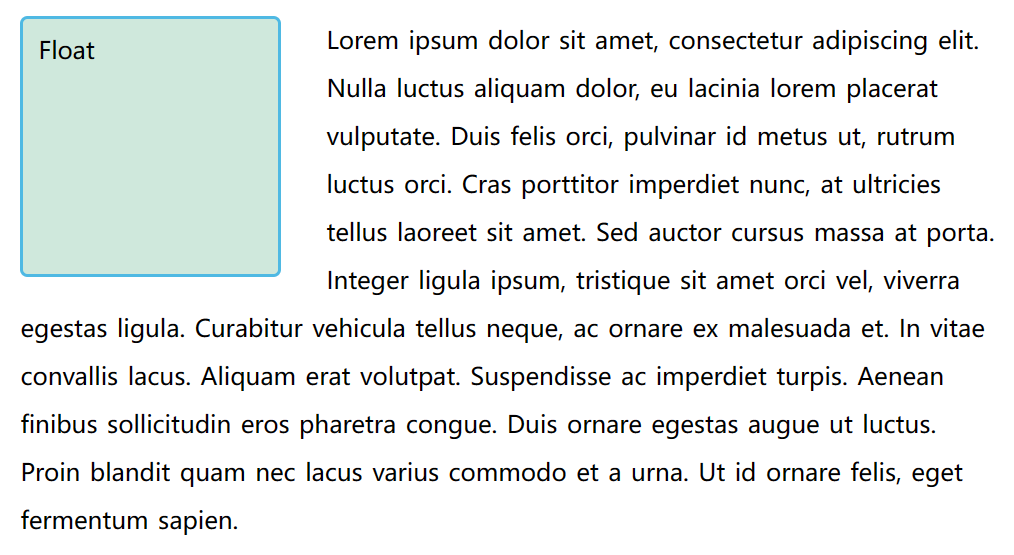 Float
Lorem ipsum dolor sit amet, consectetur adipiscing elit.
Nulla luctus aliquam dolor, eu lacinia lorem placerat
vulputate. Duis felis orci, pulvinar id metus ut, rutrum
luctus orci. Cras porttitor imperdiet nunc, at ultricies
tellus laoreet sit amet. Sed auctor cursus massa at porta.
Integer ligula ipsum, tristique sit amet orci vel, viverra
egestas ligula. Curabitur vehicula tellus neque, ac ornare ex malesuada et. In vitae
convallis lacus. Aliquam erat volutpat. Suspendisse ac imperdiet turpis. Aenean
finibus sollicitudin eros pharetra congue. Duis ornare egestas augue ut luctus.
Proin blandit quam nec lacus varius commodo et a urna. Ut id ornare felis, eget
fermentum sapien.